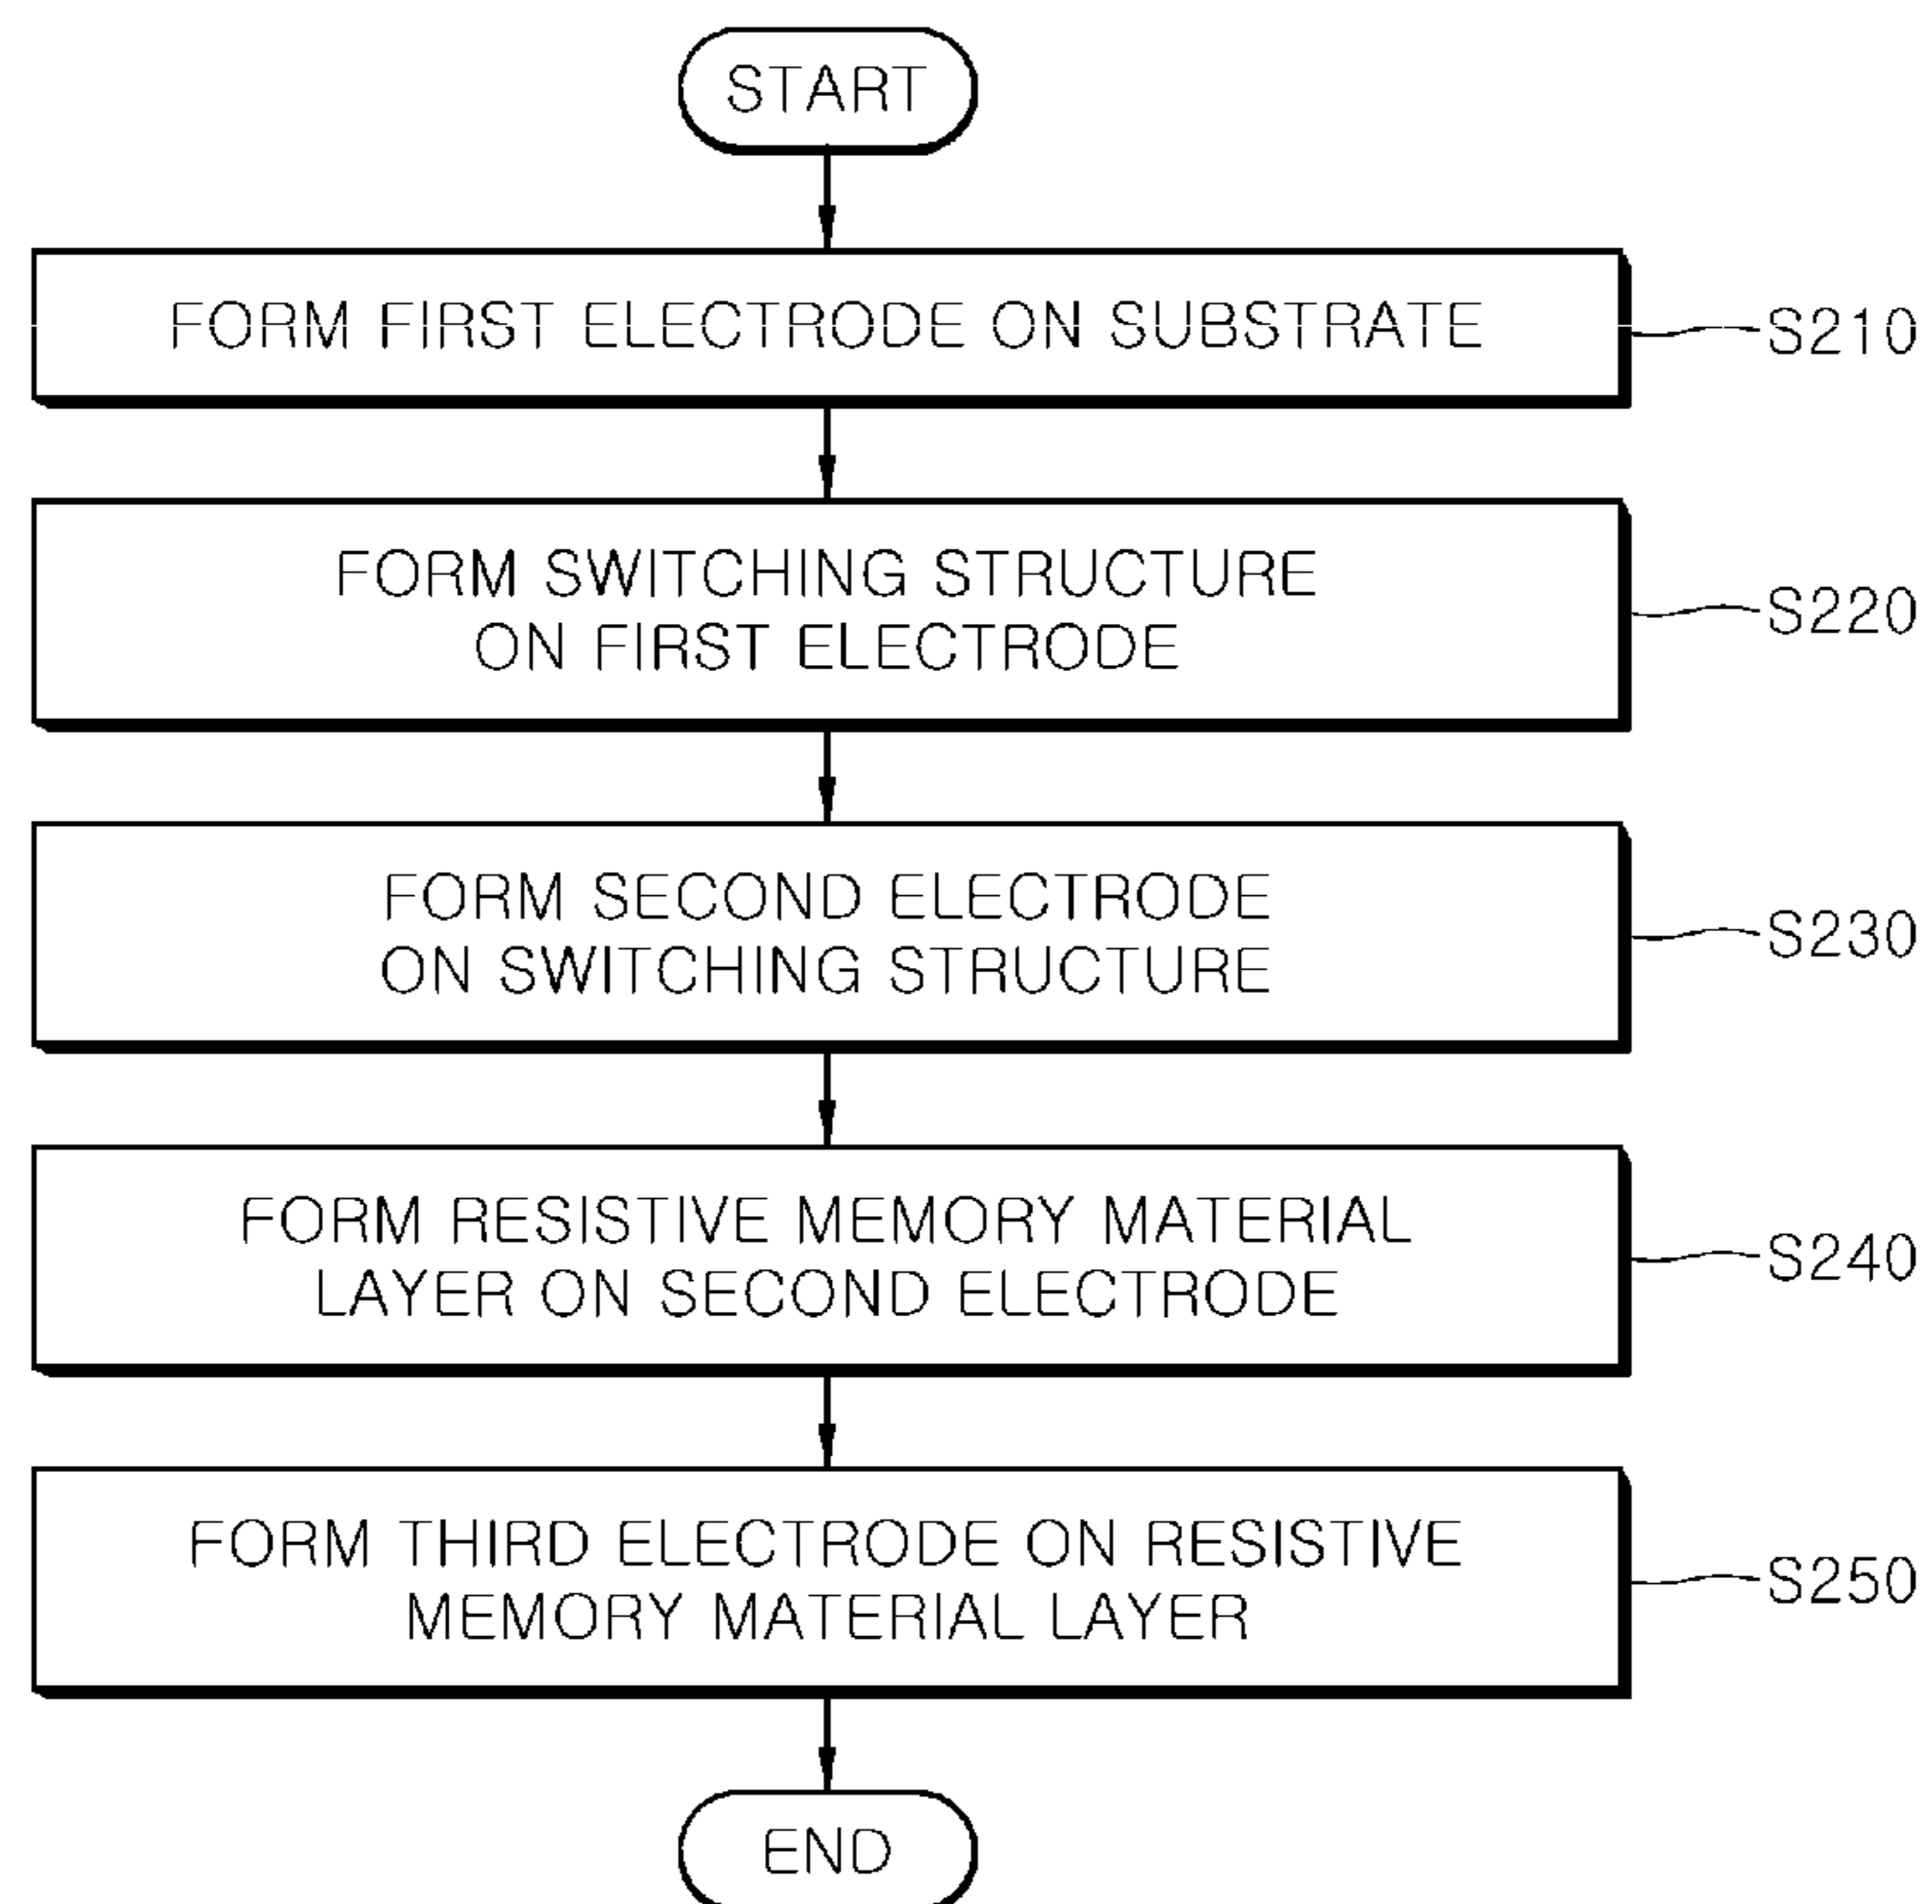 START
FORM FIRST ELECTRODE ON SUBSTRATE
S210
FORM SWITCHING STRUCTURE
ON FIRST ELECTRODE
S220
FORM SECOND ELECTRODE
ON SWITCHING STRUCTURE
S230
FORM RESISTIVE MEMORY MATERIAL
LAYER ON SECOND ELECTRODE
S240
FORM THIRD ELECTRODE ON RESISTIVE
MEMORY MATERIAL LAYER
S250
END